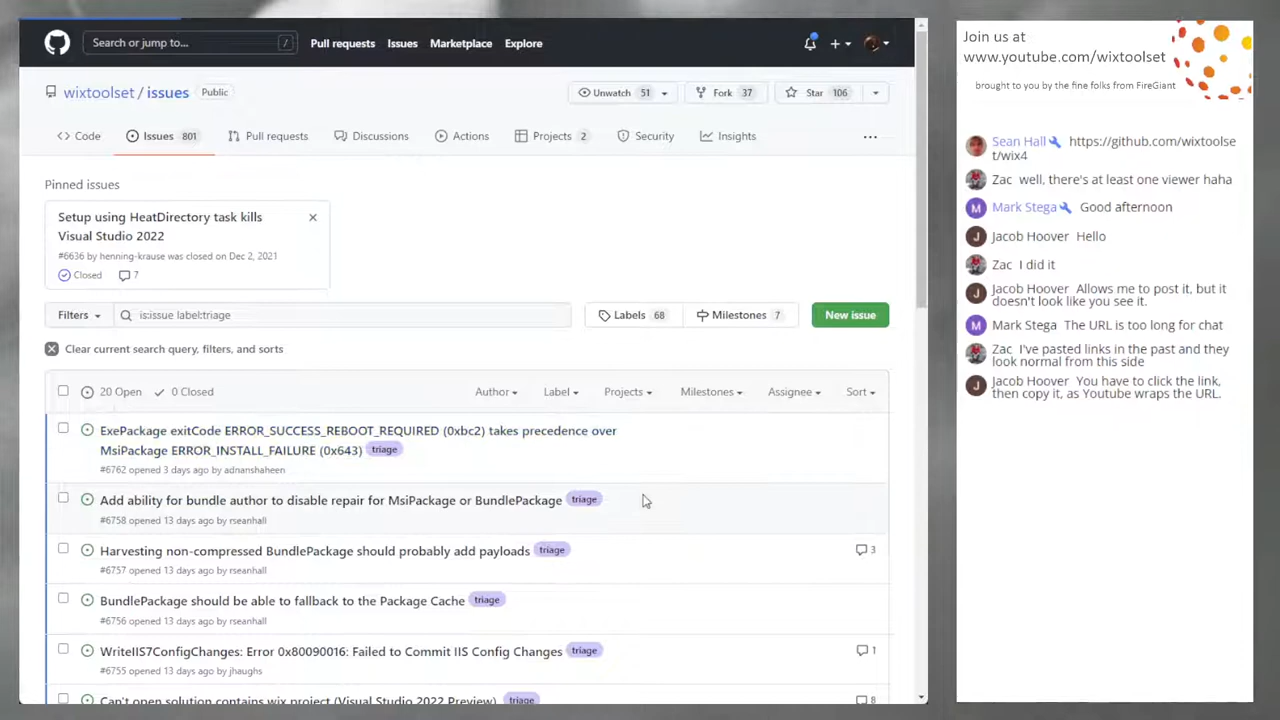 Search or jump to...
/
Pull requests
Issues
Marketplace
Explore
wixtoolset / issues
Public
Unwatch 51
Fork 37
Star 106
Code
Issues 801
Pull requests
Discussions
Actions
Projects 2
Security
Insights
Pinned issues
Setup using HeatDirectory task kills
Visual Studio 2022
#6636 by henning-krause was closed on Dec 2, 2021
Closed 7
Filters
is:issue label:triage
Labels 68
Milestones 7
New issue
Clear current search query, filters, and sorts
20 Open
0 Closed
Author
Label
Projects
Milestones
Assignee
Sort
ExePackage exitCode ERROR_SUCCESS_REBOOT_REQUIRED (0xbc2) takes precedence over
MsiPackage ERROR_INSTALL_FAILURE (0x643) triage
#6762 opened 3 days ago by adnanshaheen
Add ability for bundle author to disable repair for MsiPackage or BundlePackage triage
#6758 opened 13 days ago by rseanhall
Harvesting non-compressed BundlePackage should probably add payloads triage
3
#6757 opened 13 days ago by rseanhall
BundlePackage should be able to fallback to the Package Cache triage
#6756 opened 13 days ago by rseanhall
WriteIIS7ConfigChanges: Error 0x80090016: Failed to Commit IIS Config Changes triage
1
#6755 opened 13 days ago by jhaughs
Can't open solution contains wix project (Visual Studio 2022 Preview) triage
8
Join us at
www.youtube.com/wixtoolset
brought to you by the fine folks from FireGiant
Sean Hall https://github.com/wixtoolse
t/wix4
Zac well, there's at least one viewer haha
M Mark Stega Good afternoon
J Jacob Hoover Hello
Zac I did it
J Jacob Hoover Allows me to post it, but it
doesn't look like you see it.
M Mark Stega The URL is too long for chat
Zac I've pasted links in the past and they
look normal from this side
J Jacob Hoover You have to click the link,
then copy it, as Youtube wraps the URL.